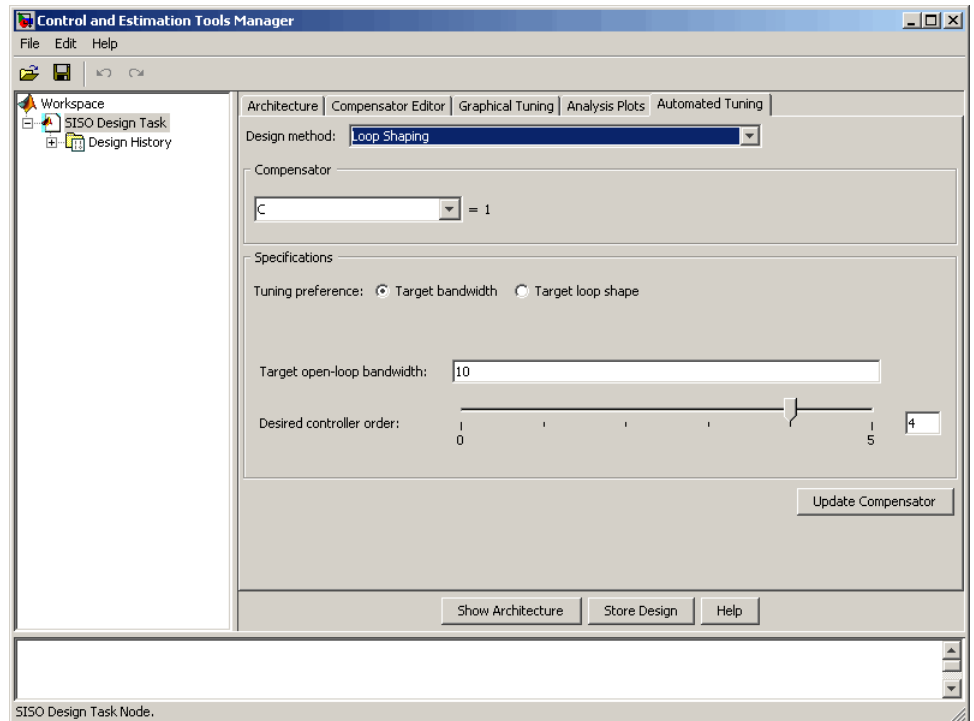 Control and Estimation Tools Manager
File Edit Help
Workspace
SISO Design Task
Design History
Architecture Compensator Editor Graphical Tuning Analysis Plots Automated Tuning
Design method: Loop Shaping
Compensator
C = 1
Specifications
Tuning preference: Target bandwidth Target loop shape
Target open-loop bandwidth: 10
Desired controller order: 4
0 5
Update Compensator
Show Architecture Store Design Help
SISO Design Task Node.